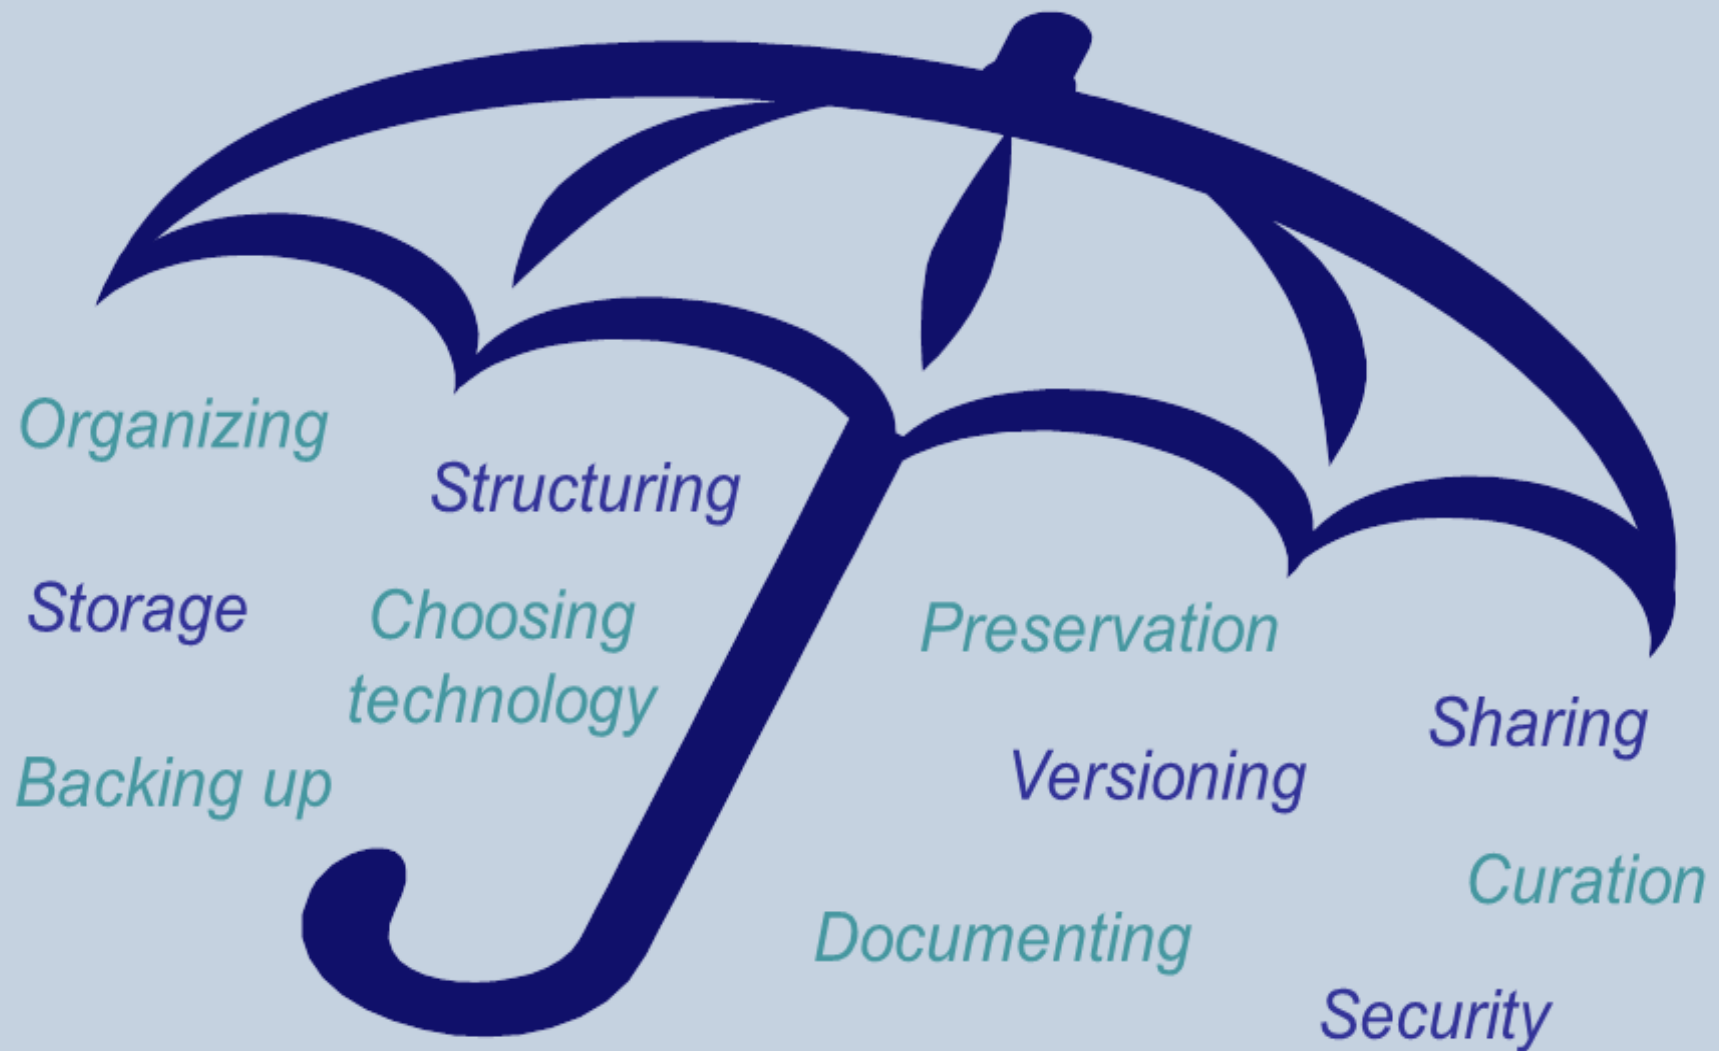 Organizing
Structuring
Storage
Choosing
technology
Backing up
Preservation
Sharing
Versioning
Curation
Documenting
Security